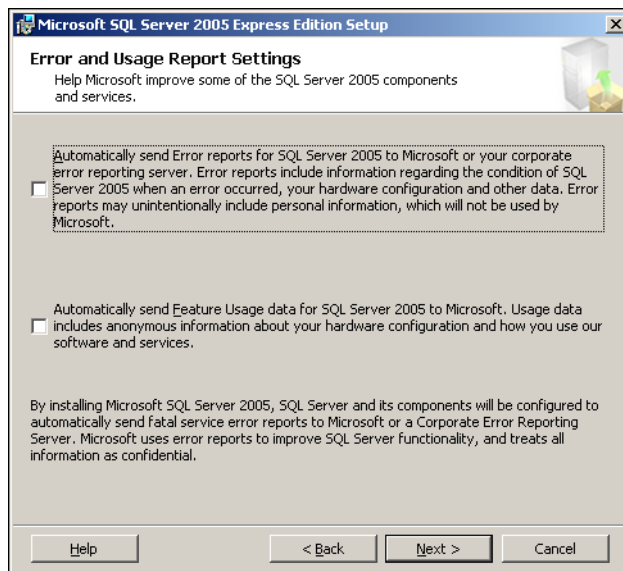 Microsoft SQL Server 2005 Express Edition Setup
Error and Usage Report Settings
Help Microsoft improve some of the SQL Server 2005 components
and services.
Automatically send Error reports for SQL Server 2005 to Microsoft or your corporate
error reporting server. Error reports include information regarding the condition of SQL
Server 2005 when an error occurred, your hardware configuration and other data. Error
reports may unintentionally include personal information, which will not be used by
Microsoft.
Automatically send Feature Usage data for SQL Server 2005 to Microsoft. Usage data
includes anonymous information about your hardware configuration and how you use our
software and services.
By installing Microsoft SQL Server 2005, SQL Server and its components will be configured to
automatically send fatal service error reports to Microsoft or a Corporate Error Reporting
Server. Microsoft uses error reports to improve SQL Server functionality, and treats all
information as confidential.
Help < Back Next > Cancel